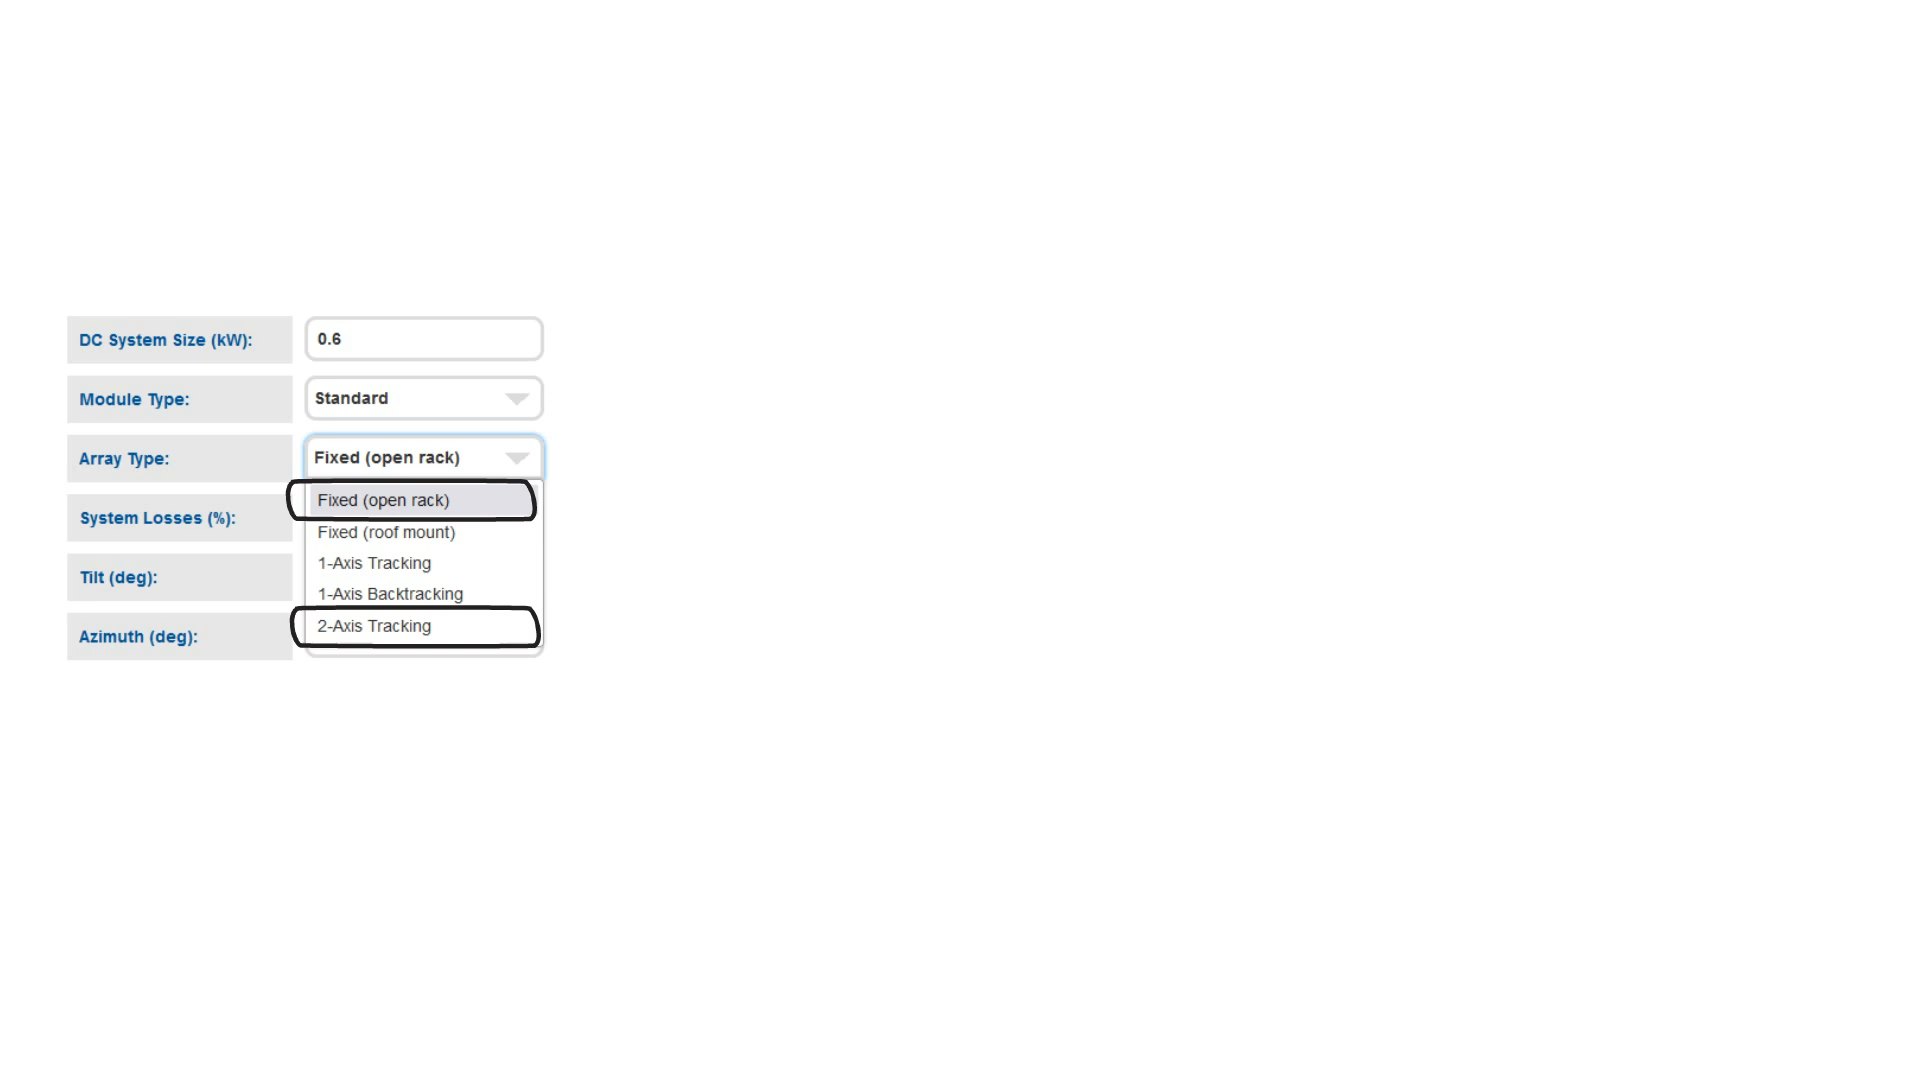 DC System Size (kW): 0.6
Module Type: Standard
Array Type: Fixed (open rack)
Fixed (open rack)
System Losses (%):
Fixed (roof mount)
1-Axis Tracking
Tilt (deg):
1-Axis Backtracking
2-Axis Tracking
Azimuth (deg):